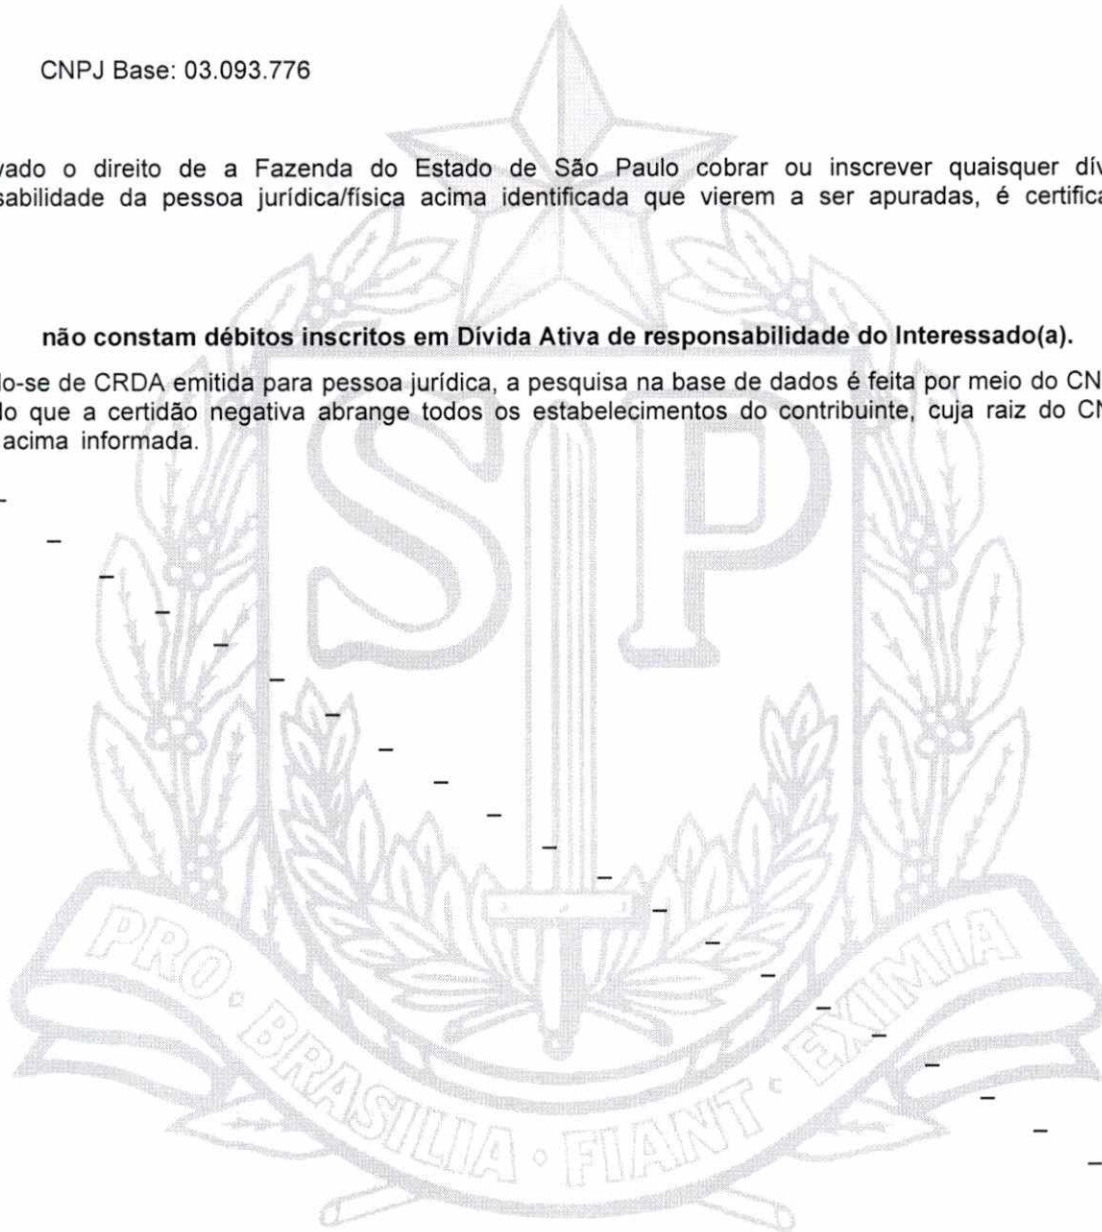 CNPJ Base: 03.093.776
vado o direito de a Fazenda do Estado de São Paulo cobrar ou inscrever quaisquer dív
sabilidade da pessoa jurídica/física acima identificada que vierem a ser apuradas, é certifica
não constam débitos inscritos em Dívida Ativa de responsabilidade do Interessado(a).
do-se de CRDA emitida para pessoa jurídica, a pesquisa na base de dados é feita por meio do CN
do que a certidão negativa abrange todos os estabelecimentos do contribuinte, cuja raiz do CN
acima informada.
SP
PRO · BRASILIA · FIANT · EXIMIA